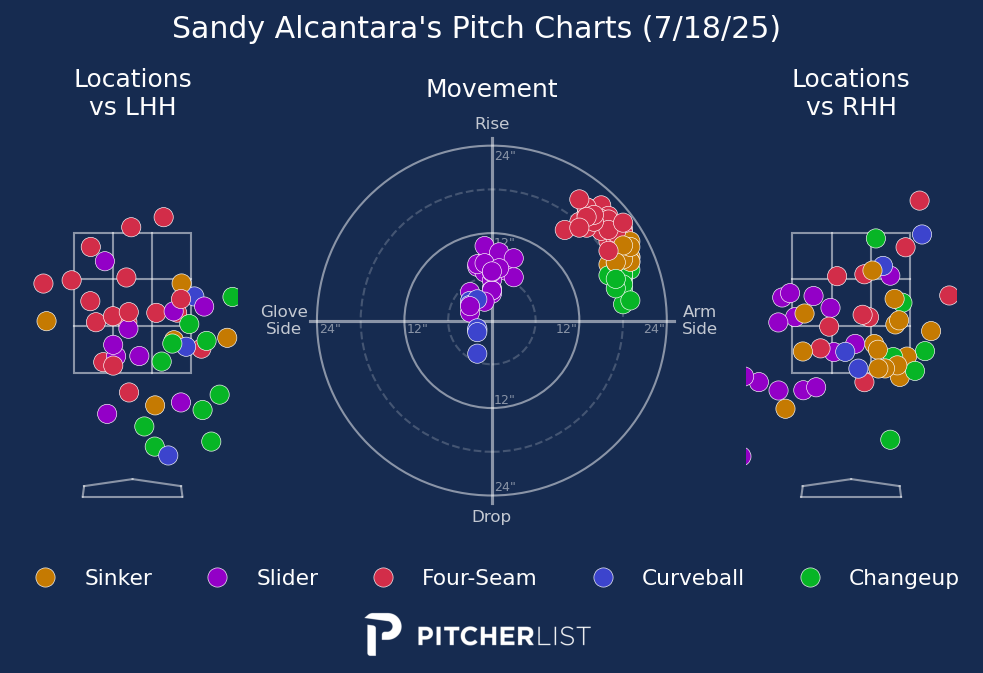 Sandy Alcantara's Pitch Charts (7/18/25)
Locations
vs LHH
Movement
Locations
vs RHH
Rise
24"
12"
Glove
Side
24"
12"
12"
24"
Arm
Side
12"
24"
Drop
Sinker
Slider
Four-Seam
Curveball
Changeup
PITCHERLIST